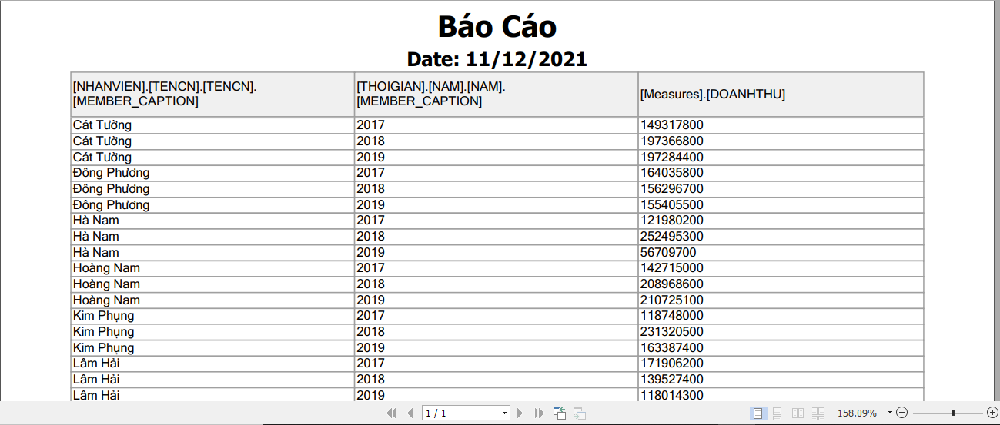 Báo Cáo
Date: 11/12/2021
[NHANVIEN].[TENCN].[TENCN].
[MEMBER_CAPTION]
[THOIGIAN].[NAM].[NAM].
[MEMBER_CAPTION]
[Measures].[DOANHTHU]
Cát Tường 2017 149317800
Cát Tường 2018 197366800
Cát Tường 2019 197284400
Đông Phương 2017 164035800
Đông Phương 2018 156296700
Đông Phương 2019 155405500
Hà Nam 2017 121980200
Hà Nam 2018 252495300
Hà Nam 2019 56709700
Hoàng Nam 2017 142715000
Hoàng Nam 2018 208968600
Hoàng Nam 2019 210725100
Kim Phụng 2017 118748000
Kim Phụng 2018 231320500
Kim Phụng 2019 163387400
Lâm Hải 2017 171906200
Lâm Hải 2018 139527400
Lâm Hải 2019 118014300
1 / 1 158.09%